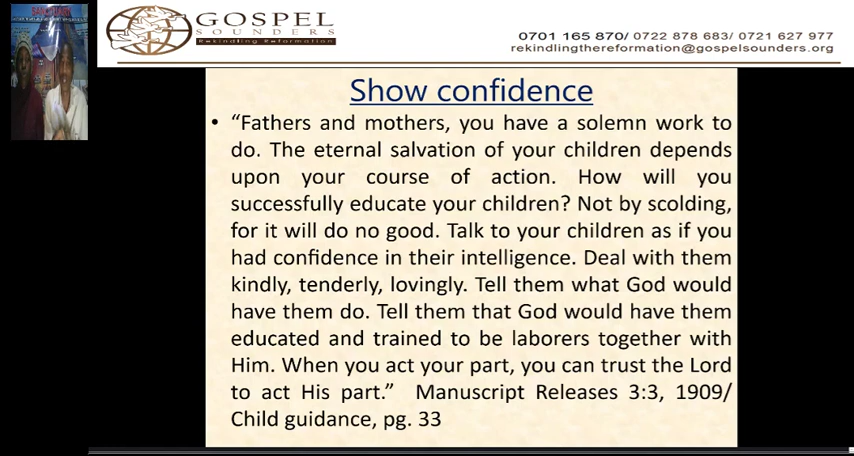 SANCTUARY
GOSPEL
SOUNDERS
Rekindling Reformation
0701 165 870/ 0722 878 683/ 0721 627 977
rekindlingthereformation@gospelsounders.org
Show confidence
• “Fathers and mothers, you have a solemn work to
do. The eternal salvation of your children depends
upon your course of action. How will you
successfully educate your children? Not by scolding,
for it will do no good. Talk to your children as if you
had confidence in their intelligence. Deal with them
kindly, tenderly, lovingly. Tell them what God would
have them do. Tell them that God would have them
educated and trained to be laborers together with
Him. When you act your part, you can trust the Lord
to act His part.” Manuscript Releases 3:3, 1909/
Child guidance, pg. 33